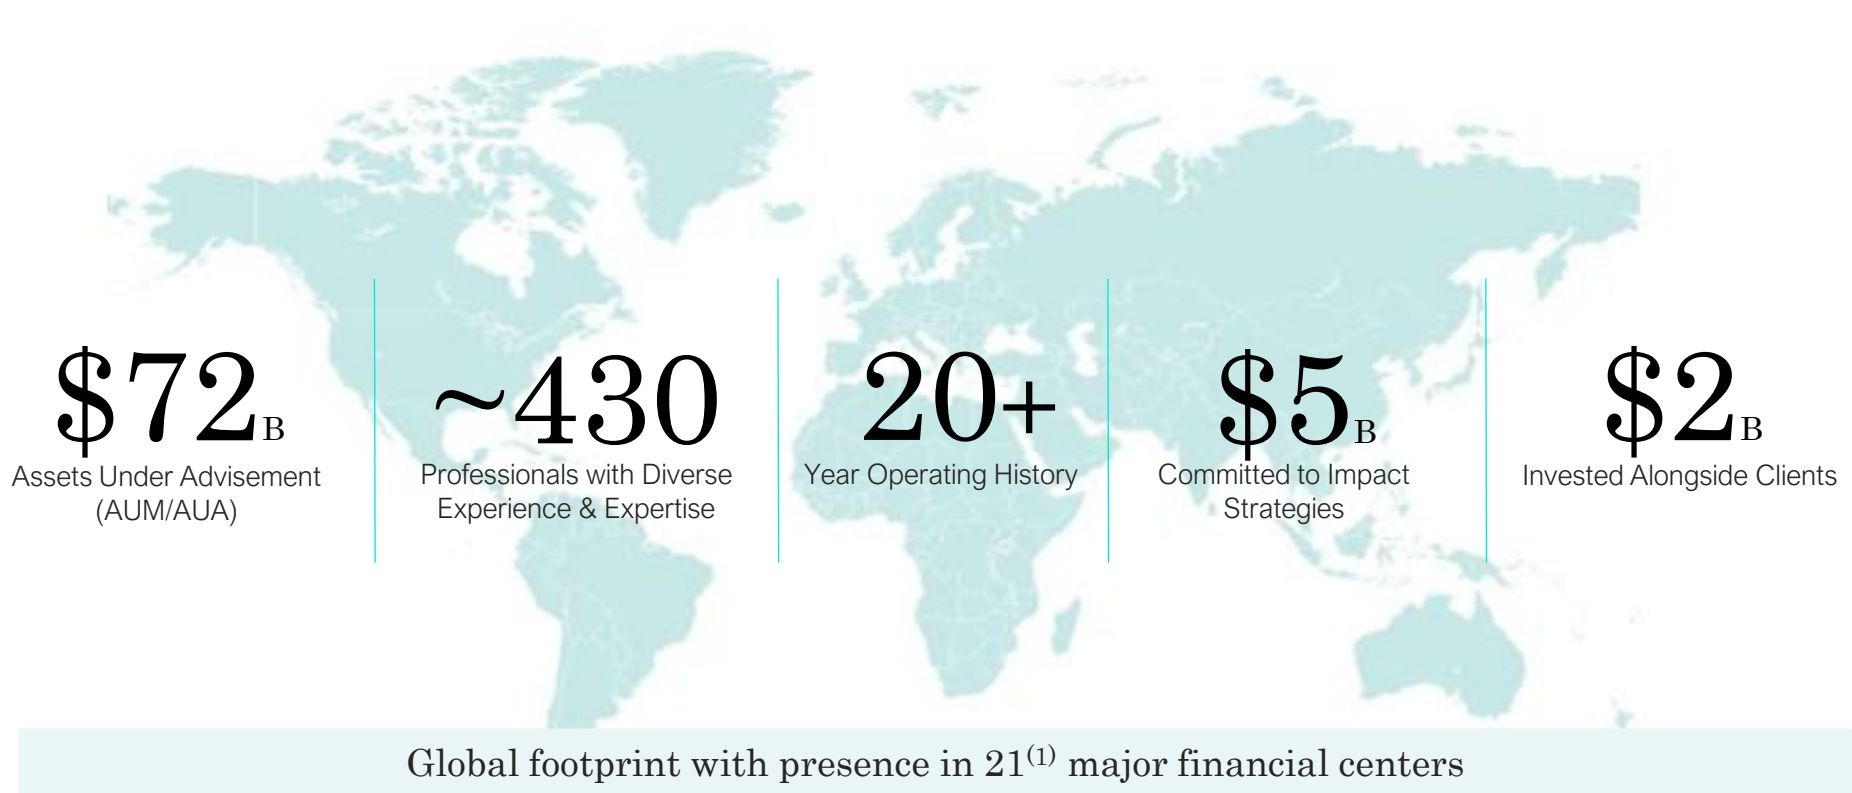 $72B
Assets Under Advisement
(AUM/AUA)
~430
Professionals with Diverse
Experience & Expertise
20+
Year Operating History
$5B
Committed to Impact
Strategies
$2B
Invested Alongside Clients
Global footprint with presence in 21(1) major financial centers